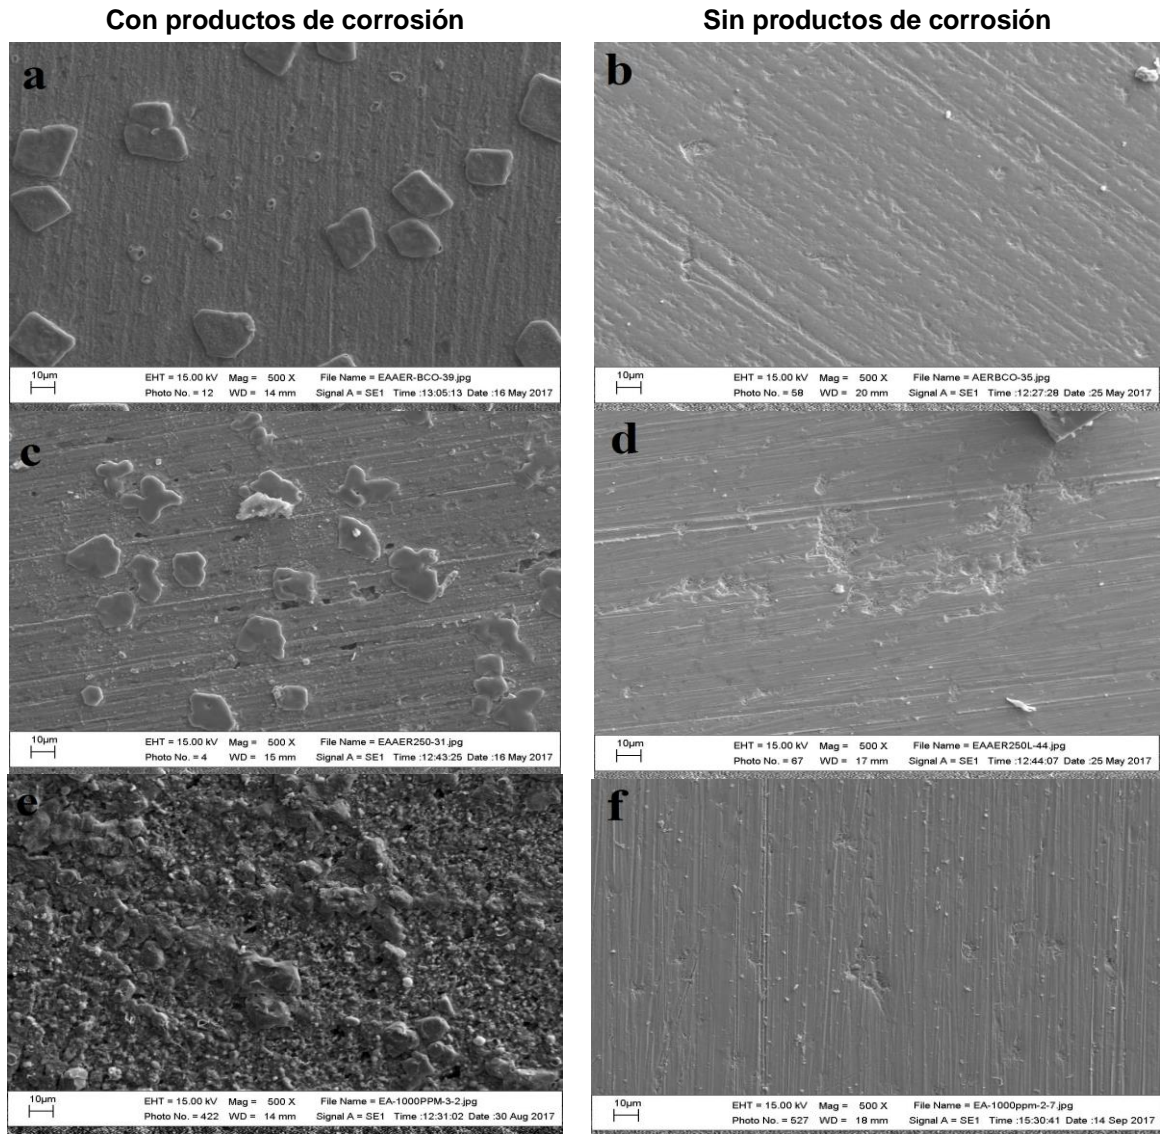 Con productos de corrosión
Sin productos de corrosión
a
b
10µm
EHT = 15.00 kV Mag = 500 X File Name = EAAER-BCO-39.jpg
Photo No. = 12 WD = 14 mm Signal A = SE1 Time :13:05:13 Date :16 May 2017
10µm
EHT = 15.00 kV Mag = 500 X File Name = AERBCO-35.jpg
Photo No. = 58 WD = 20 mm Signal A = SE1 Time :12:27:28 Date :25 May 2017
c
d
10µm
EHT = 15.00 kV Mag = 500 X File Name = EAAER250-31.jpg
Photo No. = 4 WD = 15 mm Signal A = SE1 Time :12:43:25 Date :16 May 2017
10µm
EHT = 15.00 kV Mag = 500 X File Name = EAAER250L-44.jpg
Photo No. = 67 WD = 17 mm Signal A = SE1 Time :12:44:07 Date :25 May 2017
e
f
10µm
EHT = 15.00 kV Mag = 500 X File Name = EA-1000PPM-3-2.jpg
Photo No. = 422 WD = 14 mm Signal A = SE1 Time :12:31:02 Date :30 Aug 2017
10µm
EHT = 15.00 kV Mag = 500 X File Name = EA-1000ppm-2-7.jpg
Photo No. = 527 WD = 18 mm Signal A = SE1 Time :15:30:41 Date :14 Sep 2017